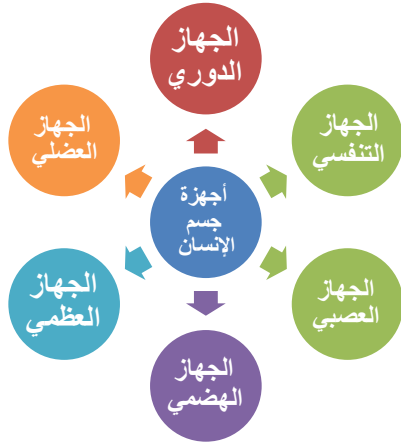 الجهاز
الدوري
الجهاز
التنفسي
الجهاز
العصبي
الجهاز
الهضمي
الجهاز
العظمي
الجهاز
العضلي
أجهزة
جسم
الإنسان